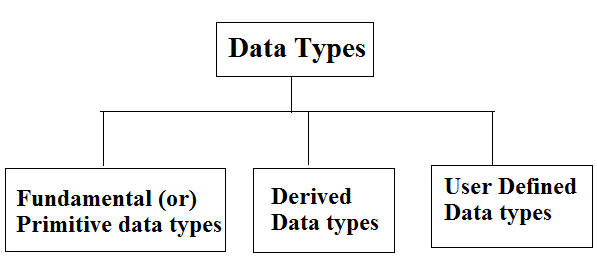 Data Types
Fundamental (or)
Primitive data types
Derived
Data types
User Defined
Data types